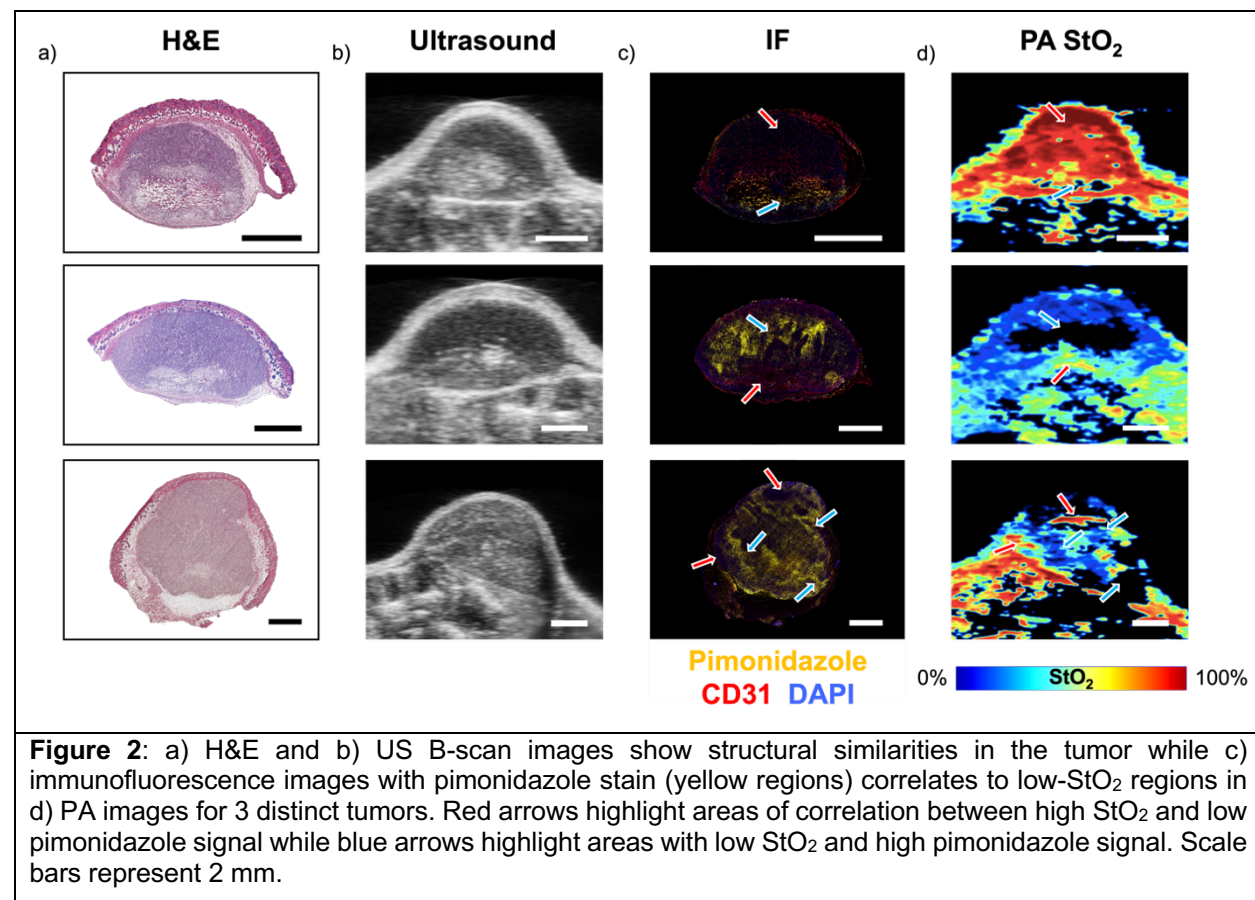 H&E Ultrasound IF PA StO₂
a) b) c) d)
Pimonidazole
CD31 DAPI
0% StO₂ 100%
Figure 2: a) H&E and b) US B-scan images show structural similarities in the tumor while c)
immunofluorescence images with pimonidazole stain (yellow regions) correlates to low-StO₂ regions in
d) PA images for 3 distinct tumors. Red arrows highlight areas of correlation between high StO₂ and low
pimonidazole signal while blue arrows highlight areas with low StO₂ and high pimonidazole signal. Scale
bars represent 2 mm.